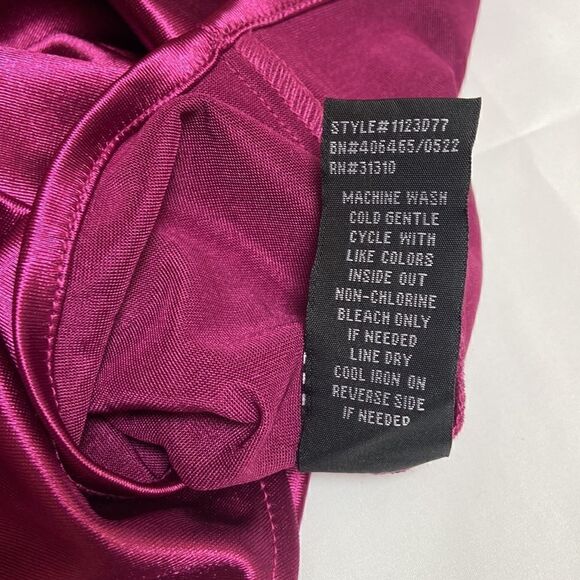 STYLE#1123D77
BN#406465/0522
RN#31310
MACHINE WASH
COLD GENTLE
CYCLE WITH
LIKE COLORS
INSIDE OUT
NON-CHLORINE
BLEACH ONLY
IF NEEDED
LINE DRY
COOL IRON ON
REVERSE SIDE
IF NEEDED